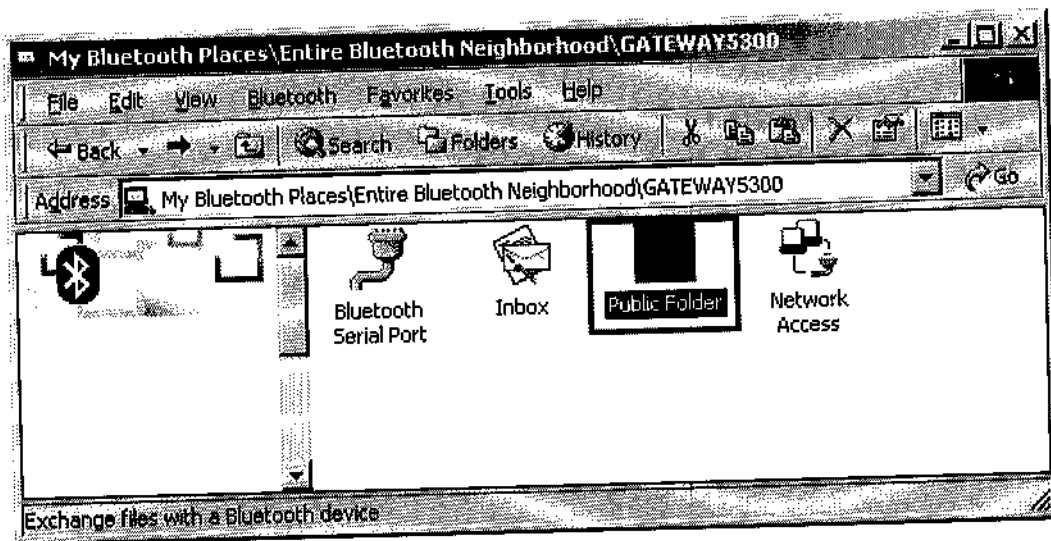 My Bluetooth Places\Entire Bluetooth Neighborhood\GATEWAY5300
File Edit View Bluetooth Favorites Tools Help
Back Search Folders History
Address My Bluetooth Places\Entire Bluetooth Neighborhood\GATEWAY5300 Go
Bluetooth
Serial Port
Inbox
Public Folder
Network
Access
Exchange files with a Bluetooth device